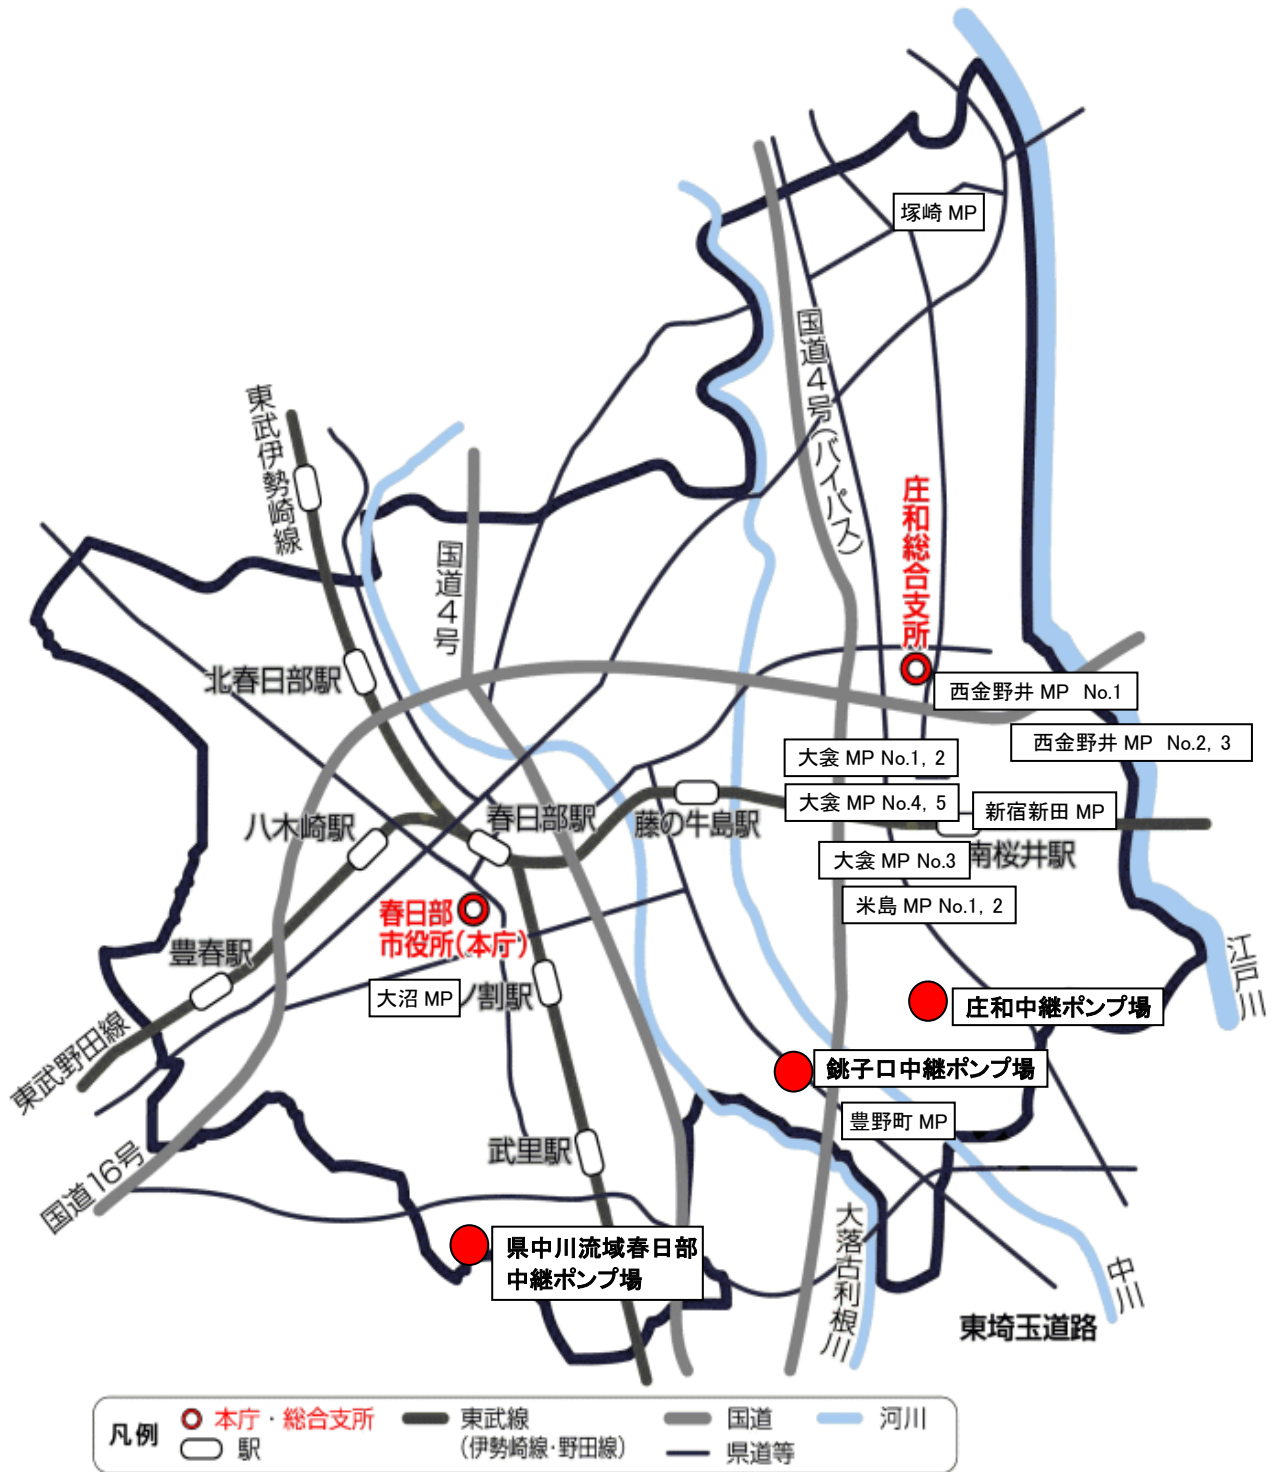 塚崎 MP
国道4号(バイパス)
東武伊勢崎線
国道4号
庄和総合支所
北春日部駅
西金野井 MP No.1
西金野井 MP No.2, 3
大衾 MP No.1, 2
大衾 MP No.4, 5
新宿新田 MP
八木崎駅
春日部駅
藤の牛島駅
大衾 MP No.3
南桜井駅
米島 MP No.1, 2
春日部
市役所(本庁)
豊春駅
大沼 MP
ノ割駅
江戸川
庄和中継ポンプ場
東武野田線
銚子口中継ポンプ場
豊野町 MP
武里駅
国道16号
県中川流域春日部
中継ポンプ場
大落古利根川
中川
東埼玉道路
凡例
本庁・総合支所
東武線
(伊勢崎線・野田線)
国道
河川
駅
県道等